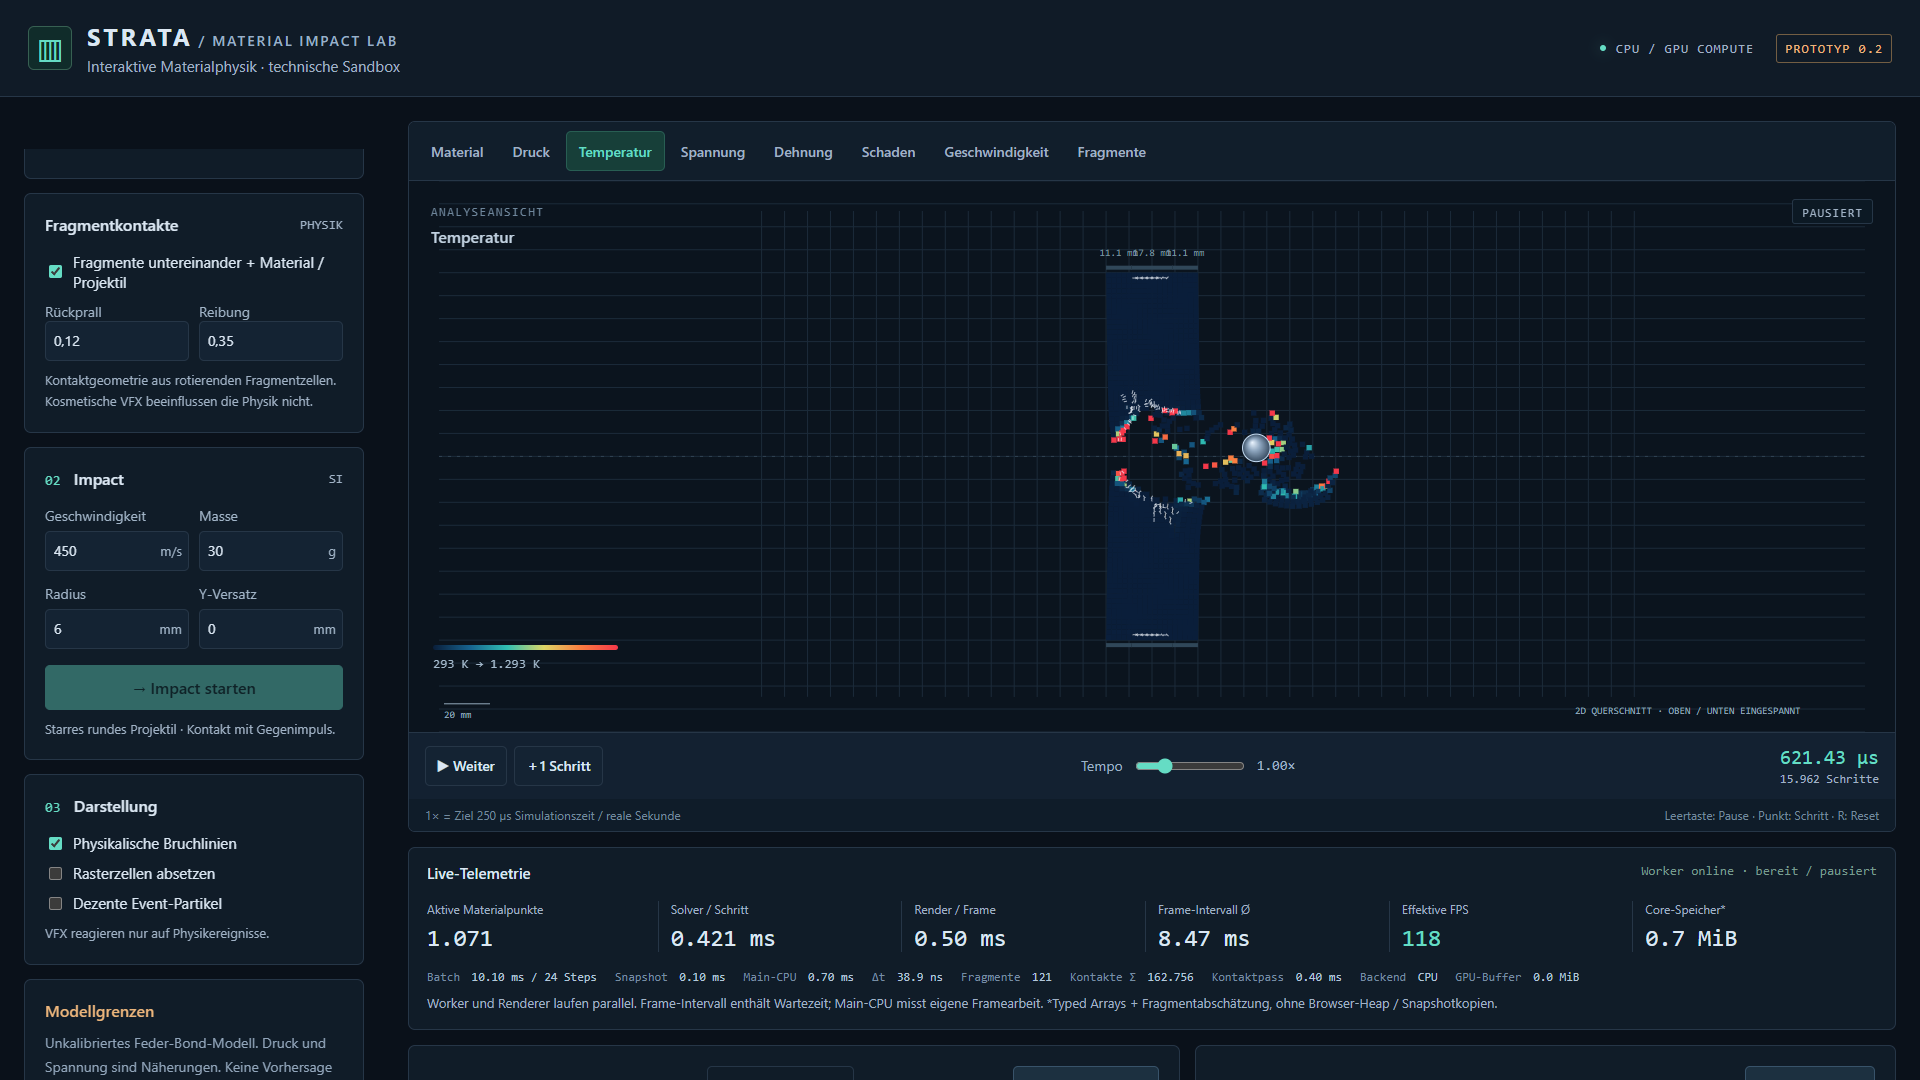 STRATA / MATERIAL IMPACT LAB
Interaktive Materialphysik · technische Sandbox
CPU / GPU COMPUTE
PROTOTYP 0.2
Fragmentkontakte
PHYSIK
Fragmente untereinander + Material /
Projektil
Rückprall
Reibung
0,12
0,35
Kontaktgeometrie aus rotierenden Fragmentzellen.
Kosmetische VFX beeinflussen die Physik nicht.
02 Impact
SI
Geschwindigkeit
Masse
450 m/s
30 g
Radius
Y-Versatz
6 mm
0 mm
→ Impact starten
Starres rundes Projektil · Kontakt mit Gegenimpuls.
03 Darstellung
Physikalische Bruchlinien
Rasterzellen absetzen
Dezente Event-Partikel
VFX reagieren nur auf Physikereignisse.
Modellgrenzen
Unkalibriertes Feder-Bond-Modell. Druck und
Spannung sind Näherungen. Keine Vorhersage
Material
Druck
Temperatur
Spannung
Dehnung
Schaden
Geschwindigkeit
Fragmente
ANALYSEANSICHT
Temperatur
PAUSIERT
11.1 mm
17.8 mm
11.1 mm
293 K → 1.293 K
20 mm
2D QUERSCHNITT · OBEN / UNTEN EINGESPANNT
▶ Weiter
+ 1 Schritt
Tempo
1.00×
621.43 µs
15.962 Schritte
1× = Ziel 250 µs Simulationszeit / reale Sekunde
Leertaste: Pause · Punkt: Schritt · R: Reset
Live-Telemetrie
Worker online · bereit / pausiert
Aktive Materialpunkte
Solver / Schritt
Render / Frame
Frame-Intervall Ø
Effektive FPS
Core-Speicher*
1.071
0.421 ms
0.50 ms
8.47 ms
118
0.7 MiB
Batch 10.10 ms / 24 Steps Snapshot 0.10 ms Main-CPU 0.70 ms Δt 38.9 ns Fragmente 121 Kontakte Σ 162.756 Kontaktpass 0.40 ms Backend CPU GPU-Buffer 0.0 MiB
Worker und Renderer laufen parallel. Frame-Intervall enthält Wartezeit; Main-CPU misst eigene Framearbeit. *Typed Arrays + Fragmentabschätzung, ohne Browser-Heap / Snapshotkopien.